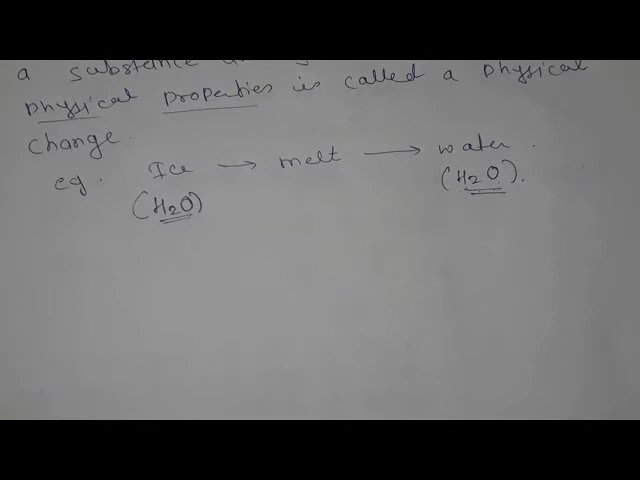 a substance
physical properties is called a physical
change.
eg. Ice → melt → water.
(H2O) (H2O).